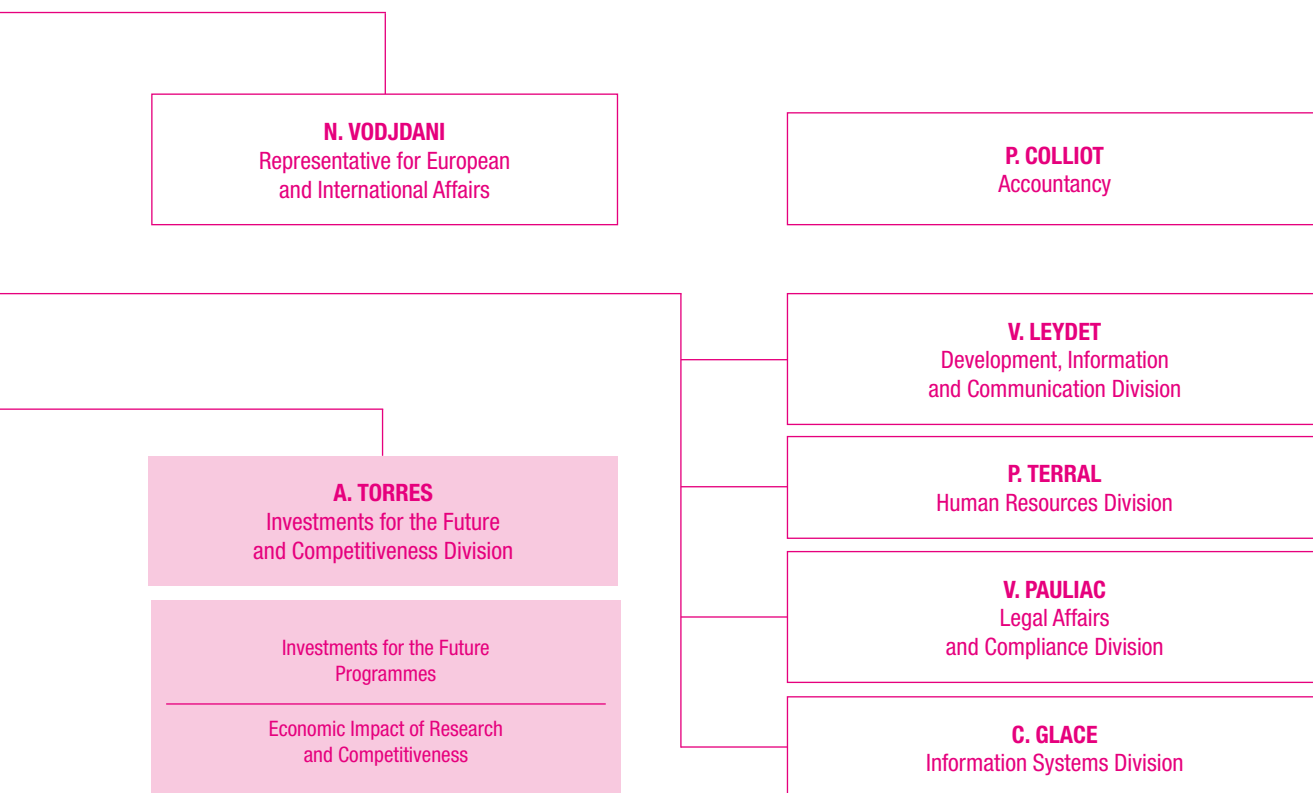 N. VODJDANI
Representative for European
and International Affairs
P. COLLIOT
Accountancy
V. LEYDET
Development, Information
and Communication Division
P. TERRAL
Human Resources Division
A. TORRES
Investments for the Future
and Competitiveness Division
V. PAULIAC
Legal Affairs
and Compliance Division
Investments for the Future
Programmes
Economic Impact of Research
and Competitiveness
C. GLACE
Information Systems Division